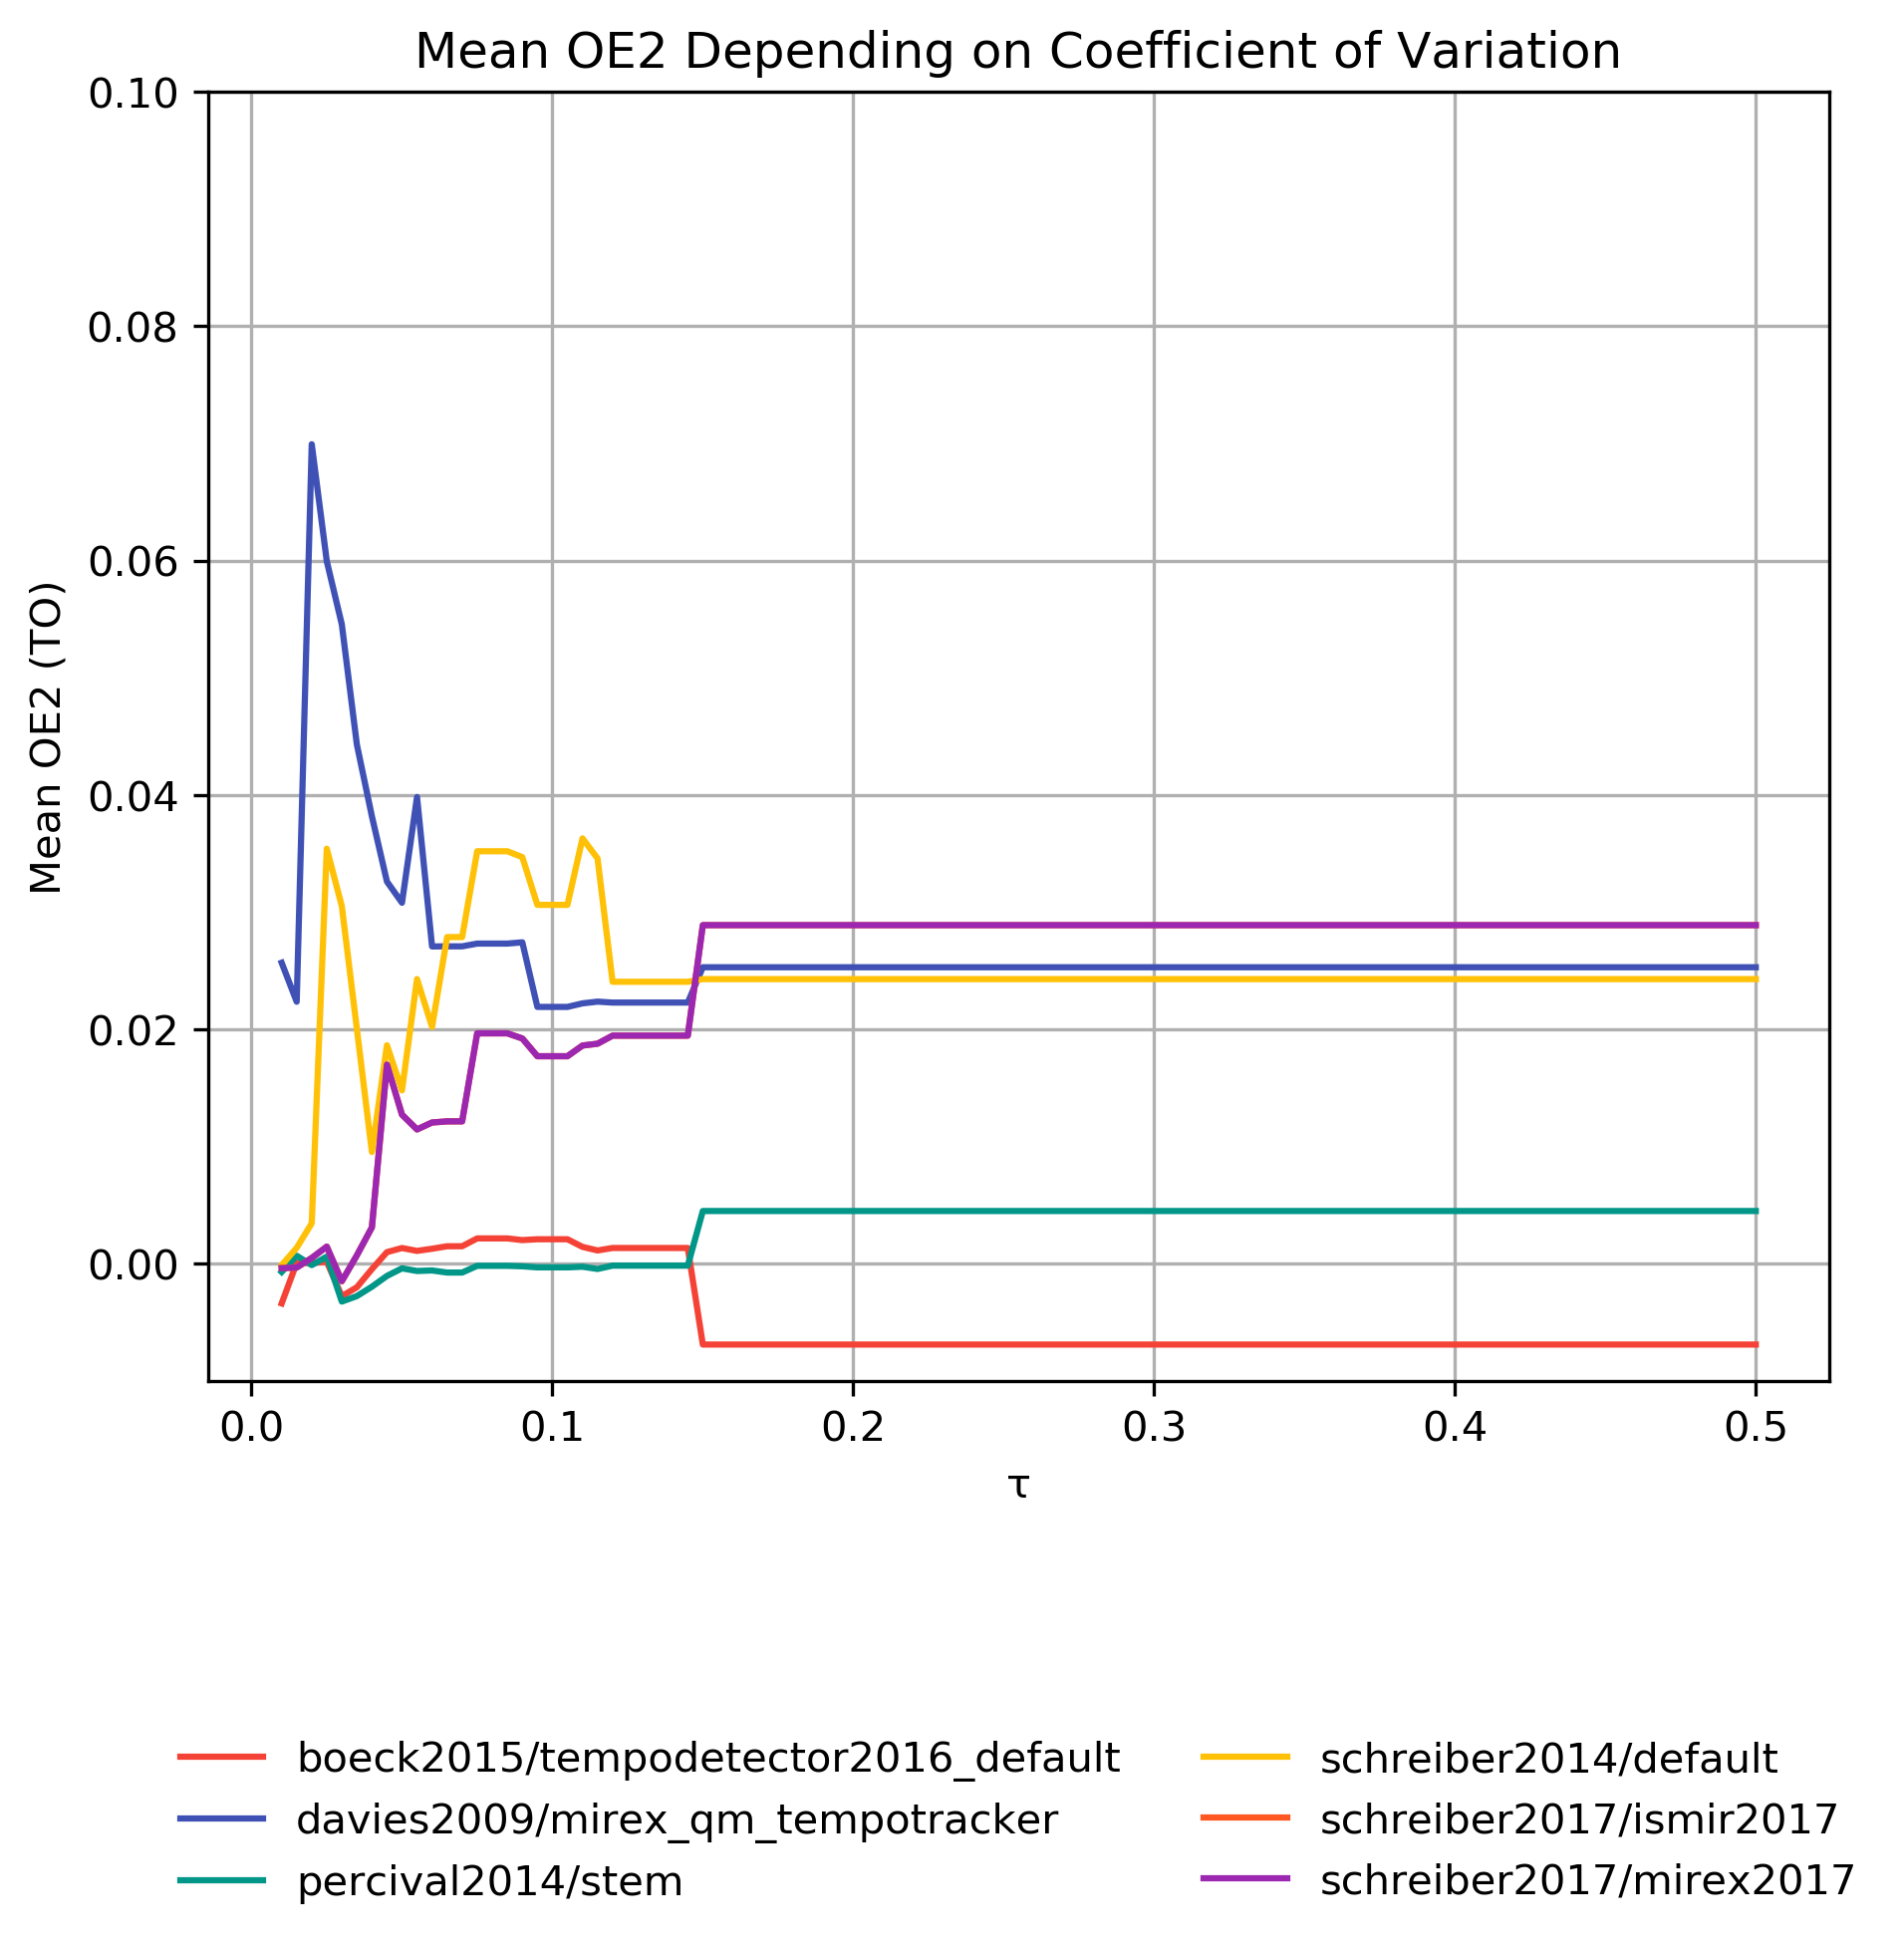 Mean OE2 Depending on Coefficient of Variation
0.10
0.08
0.06
0.04
0.02
0.00
Mean OE2 (TO)
0.0 0.1 0.2 0.3 0.4 0.5
τ
boeck2015/tempodetector2016_default
davies2009/mirex_qm_tempotracker
percival2014/stem
schreiber2014/default
schreiber2017/ismir2017
schreiber2017/mirex2017